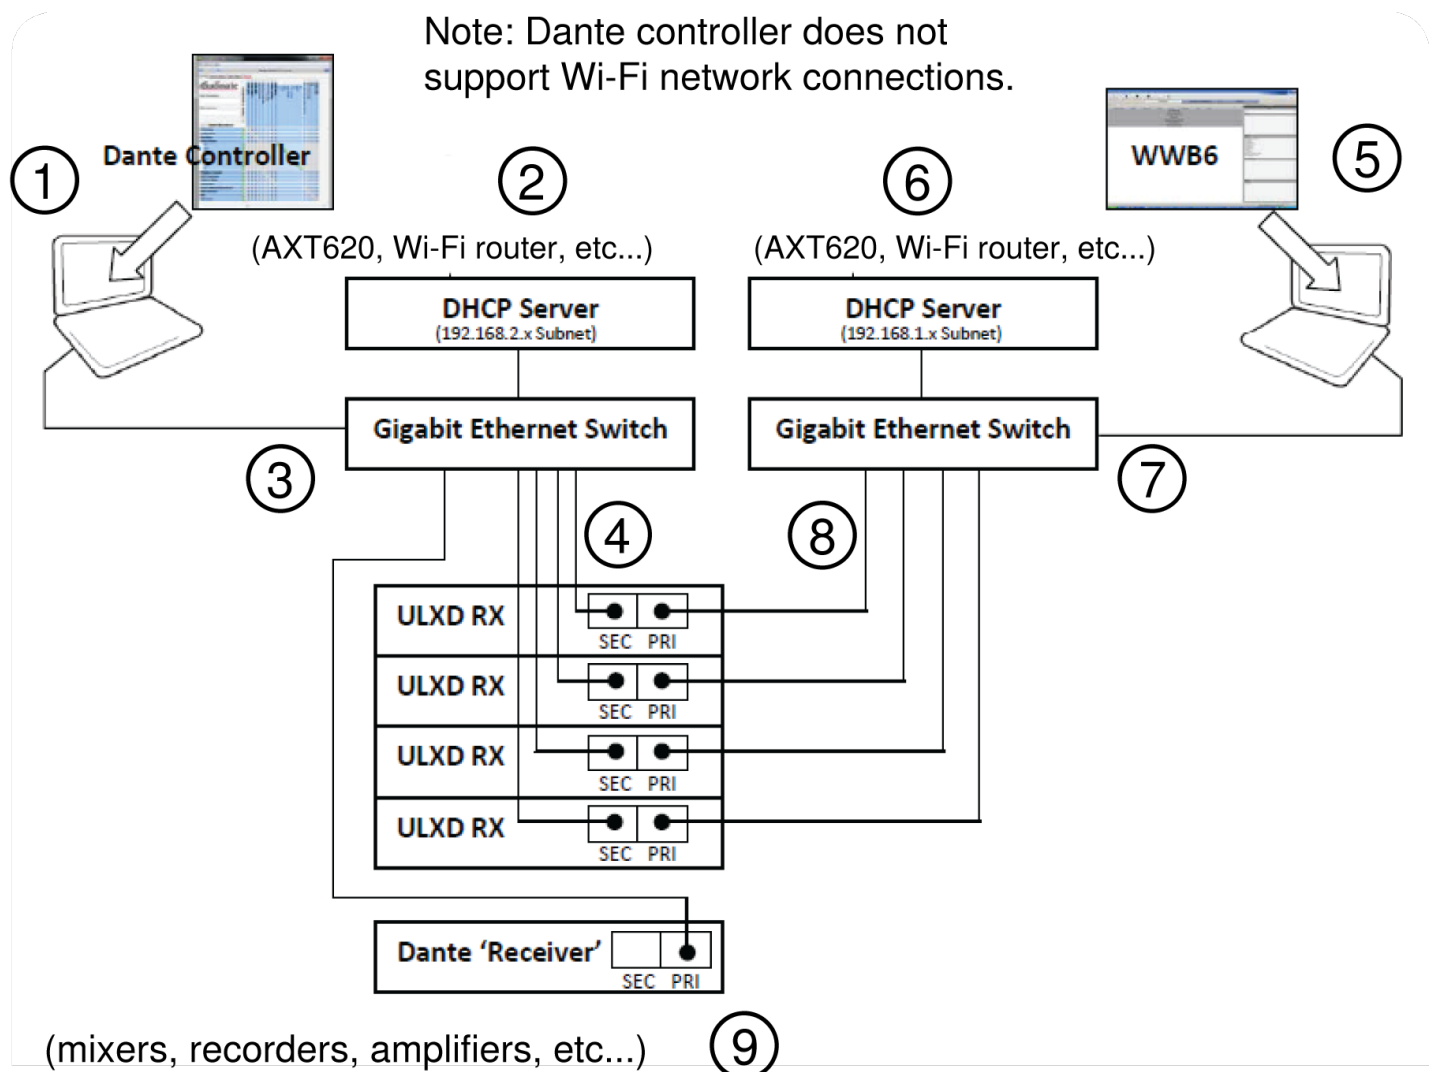 Note: Dante controller does not
support Wi-Fi network connections.
1
Dante Controller
2
6
WWB6
5
(AXT620, Wi-Fi router, etc...)
(AXT620, Wi-Fi router, etc...)
DHCP Server
(192.168.2.x Subnet)
DHCP Server
(192.168.1.x Subnet)
Gigabit Ethernet Switch
Gigabit Ethernet Switch
3
7
4
8
ULXD RX
SEC PRI
ULXD RX
SEC PRI
ULXD RX
SEC PRI
ULXD RX
SEC PRI
Dante ‘Receiver’
SEC PRI
(mixers, recorders, amplifiers, etc...)
9